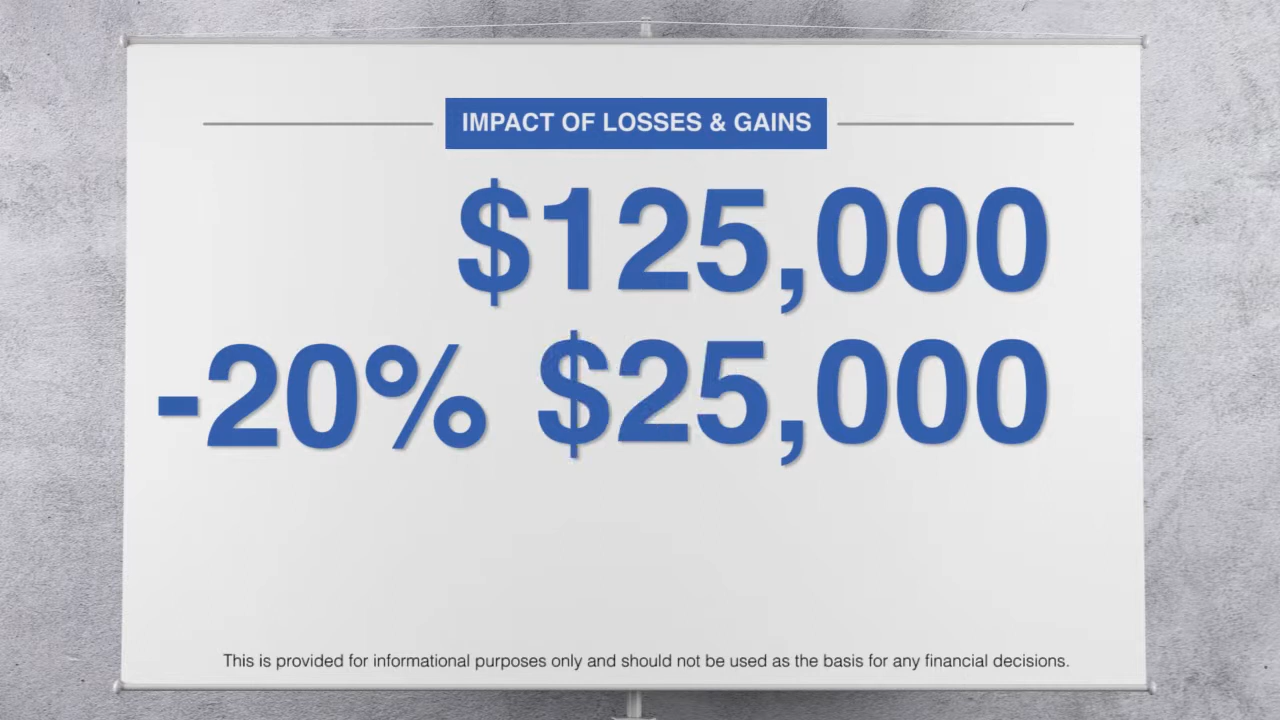 IMPACT OF LOSSES & GAINS
$125,000
-20% $25,000
This is provided for informational purposes only and should not be used as the basis for any financial decisions.